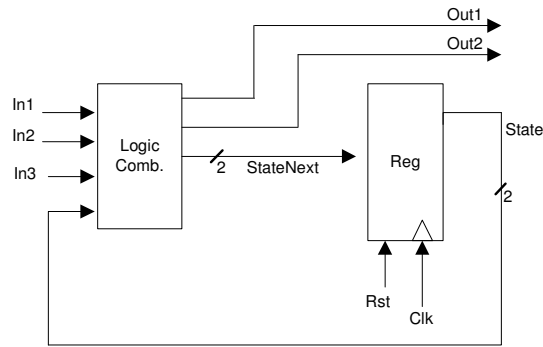 Out1
Out2
In1
In2
In3
Logic
Comb.
2
StateNext
Reg
State
2
Rst
Clk